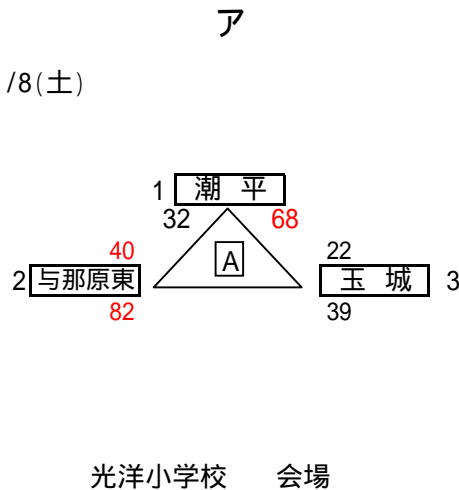 ア
/8(土)
1 潮 平
32 68
40 A 22
2 与那原東 玉 城 3
82 39
光洋小学校 会場